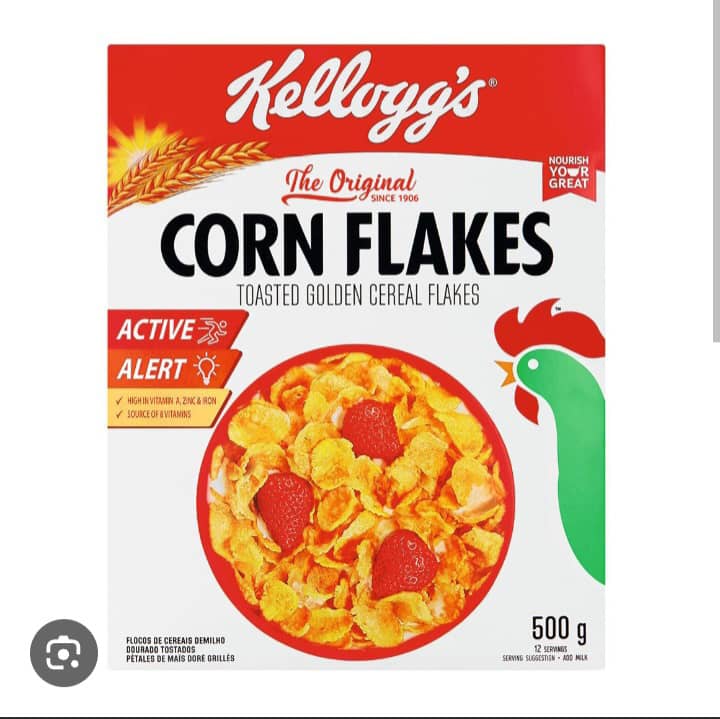 Kellogg's®
NOURISH
YOUR
GREAT
The Original
SINCE 1906
CORN FLAKES
TOASTED GOLDEN CEREAL FLAKES
ACTIVE
ALERT
✓ HIGH IN VITAMIN A, ZINC & IRON
✓ SOURCE OF 8 VITAMINS
™
FLOCOS DE CEREAIS DEMILHO
DOURADO TOSTADOS
PÉTALES DE MAÏS DORÉ GRILLÉS
500 g
12 SERVINGS
SERVING SUGGESTION - ADD MILK